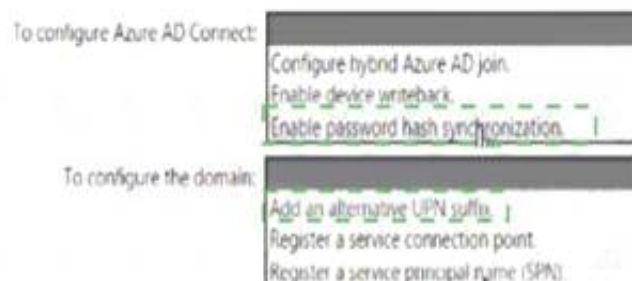 To configure Azure AD Connect:
Configure hybrid Azure AD join.
Enable device writeback.
Enable password hash synchronization.
To configure the domain:
Add an alternative UPN suffix.
Register a service connection point.
Register a service principal name (SPN).